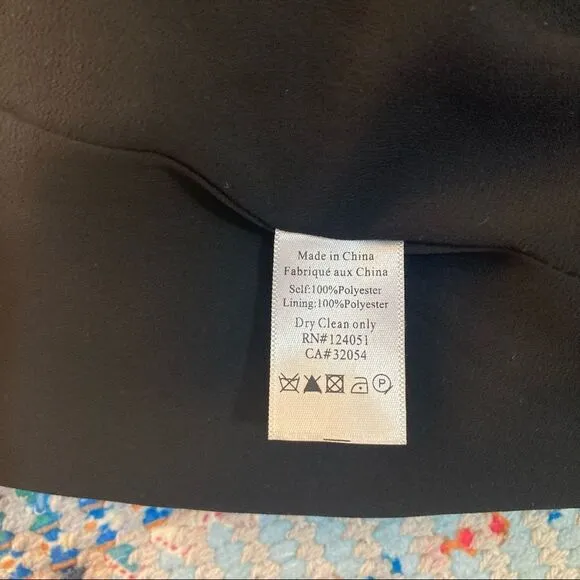 Made in China
Fabriqué aux China
Self:100%Polyester
Lining:100%Polyester
Dry Clean only
RN#124051
CA#32054
P